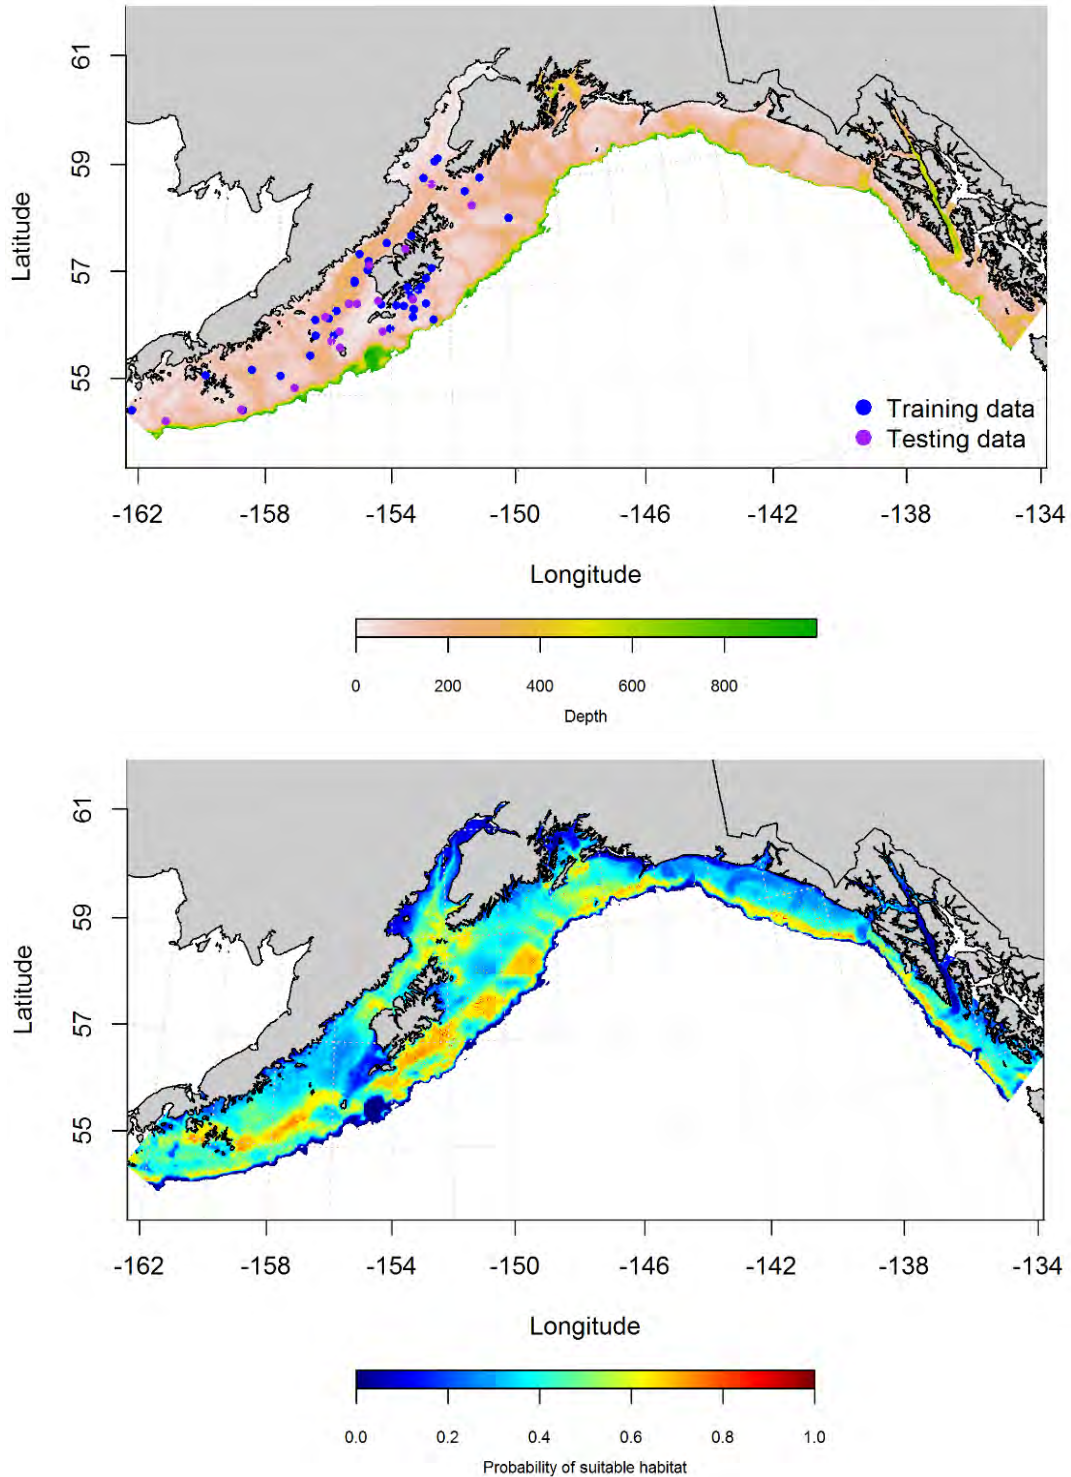 61
59
57
55
Latitude
Training data
Testing data
-162 -158 -154 -150 -146 -142 -138 -134
Longitude
0 200 400 600 800
Depth
61
59
57
55
Latitude
-162 -158 -154 -150 -146 -142 -138 -134
Longitude
0.0 0.2 0.4 0.6 0.8 1.0
Probability of suitable habitat